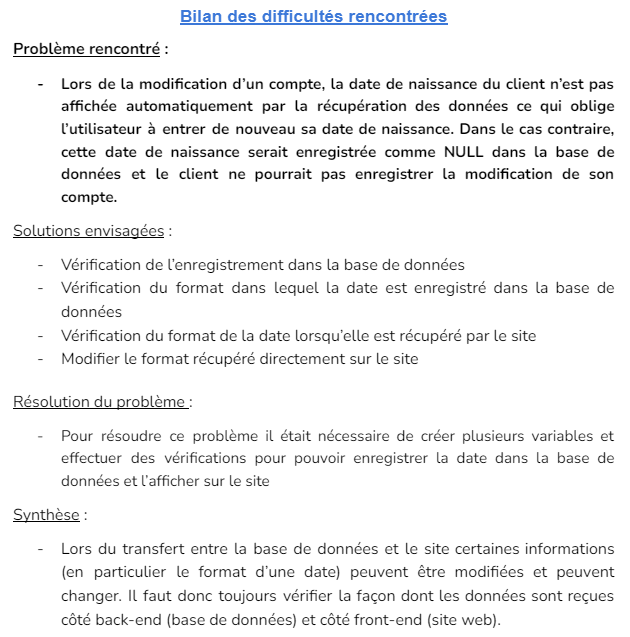 Bilan des difficultés rencontrées
Problème rencontré :
- Lors de la modification d'un compte, la date de naissance du client n'est pas
affichée automatiquement par la récupération des données ce qui oblige
l'utilisateur à entrer de nouveau sa date de naissance. Dans le cas contraire,
cette date de naissance serait enregistrée comme NULL dans la base de
données et le client ne pourrait pas enregistrer la modification de son
compte.
Solutions envisagées :
- Vérification de l'enregistrement dans la base de données
- Vérification du format dans lequel la date est enregistré dans la base de
données
- Vérification du format de la date lorsqu'elle est récupéré par le site
- Modifier le format récupéré directement sur le site
Résolution du problème :
- Pour résoudre ce problème il était nécessaire de créer plusieurs variables et
effectuer des vérifications pour pouvoir enregistrer la date dans la base de
données et l'afficher sur le site
Synthèse :
- Lors du transfert entre la base de données et le site certaines informations
(en particulier le format d'une date) peuvent être modifiées et peuvent
changer. Il faut donc toujours vérifier la façon dont les données sont reçues
côté back-end (base de données) et côté front-end (site web).